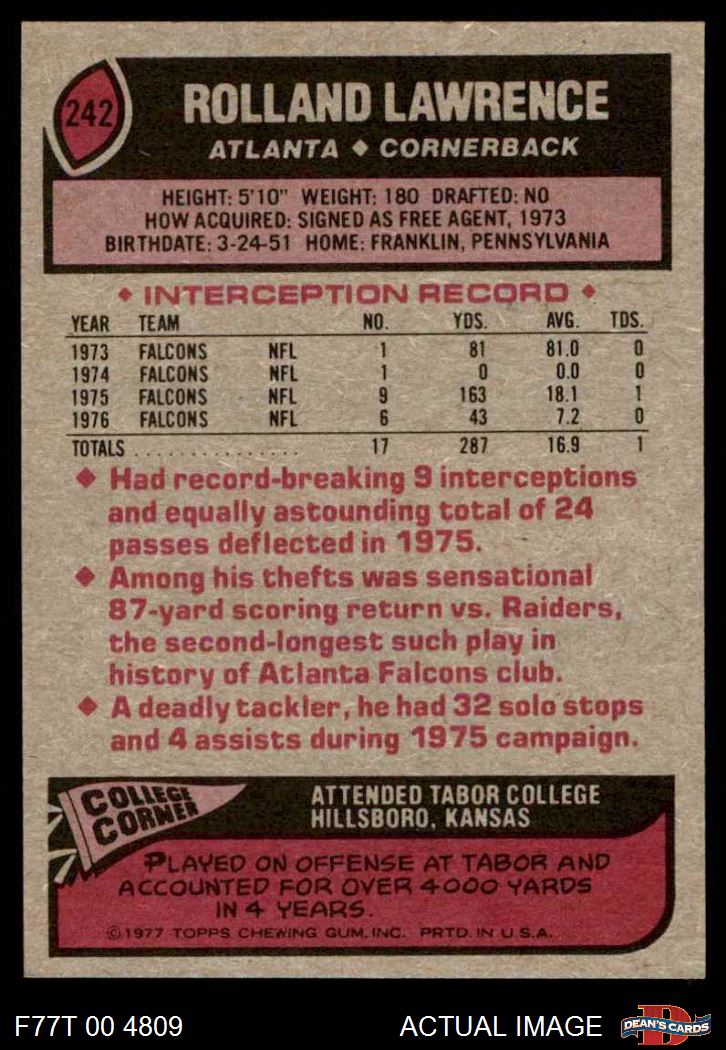 242
ROLLAND LAWRENCE
ATLANTA ♦ CORNERBACK
HEIGHT: 5'10" WEIGHT: 180 DRAFTED: NO
HOW ACQUIRED: SIGNED AS FREE AGENT, 1973
BIRTHDATE: 3-24-51 HOME: FRANKLIN, PENNSYLVANIA
♦ INTERCEPTION RECORD ♦
YEAR TEAM NO. YDS. AVG. TDS.
1973 FALCONS NFL 1 81 81.0 0
1974 FALCONS NFL 1 0 0.0 0
1975 FALCONS NFL 9 163 18.1 1
1976 FALCONS NFL 6 43 7.2 0
TOTALS . . . . . . . . . . . . . . . 17 287 16.9 1
♦ Had record-breaking 9 interceptions
and equally astounding total of 24
passes deflected in 1975.
♦ Among his thefts was sensational
87-yard scoring return vs. Raiders,
the second-longest such play in
history of Atlanta Falcons club.
♦ A deadly tackler, he had 32 solo stops
and 4 assists during 1975 campaign.
COLLEGE
CORNER
ATTENDED TABOR COLLEGE
HILLSBORO, KANSAS
PLAYED ON OFFENSE AT TABOR AND
ACCOUNTED FOR OVER 4000 YARDS
IN 4 YEARS.
©1977 TOPPS CHEWING GUM, INC. PRTD. IN U.S.A.
F77T 00 4809
ACTUAL IMAGE
D
DEAN'S CARDS